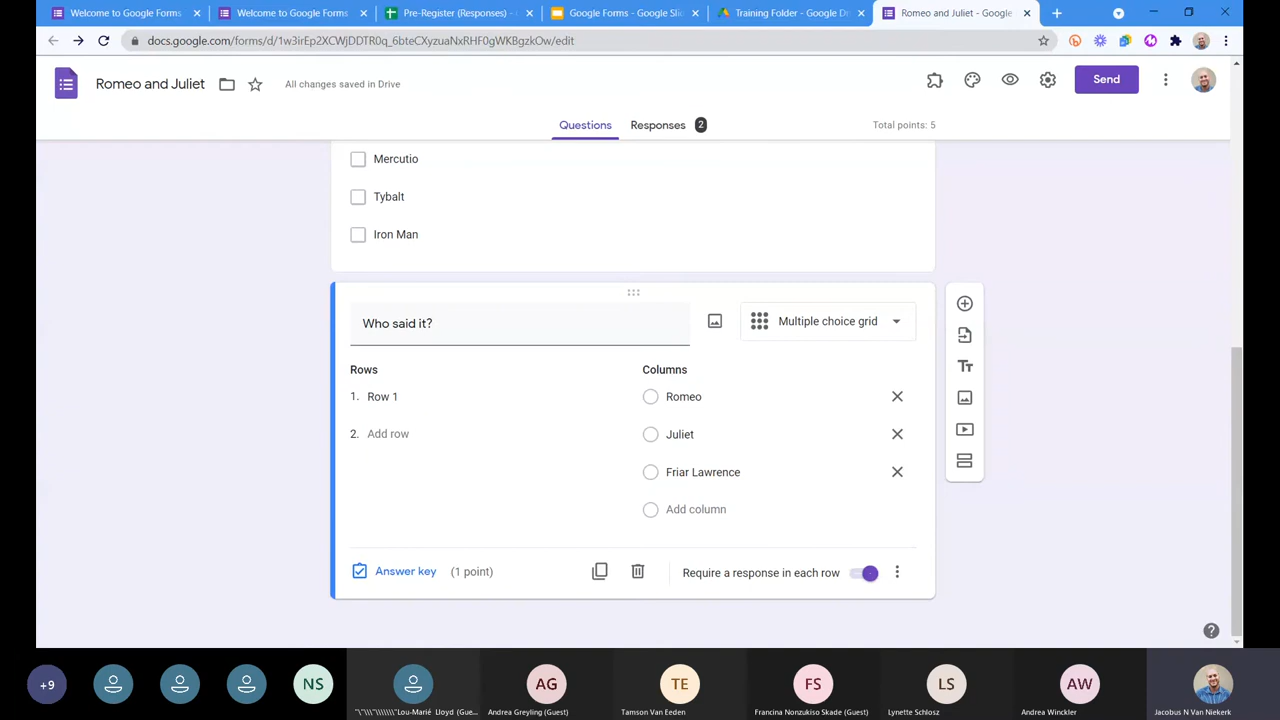 Welcome to Google Forms
Welcome to Google Forms.
Pre-Register (Responses) -
Google Forms - Google Slid
Training Folder - Google D
Romeo and Juliet - Google
docs.google.com/forms/d/1w3irEp2XCWjDDTR0q_6bteCXyzuaNxRHF0gWKBgzkOw/edit
Romeo and Juliet
All changes saved in Drive
Send
Questions
Responses 2
Total points: 5
Mercutio
Tybalt
Iron Man
Who said it?
Multiple choice grid
Rows
Columns
1. Row 1
Romeo
2. Add row
Juliet
Friar Lawrence
Add column
Answer key (1 point)
Require a response in each row
+9
NS
AG
TE
FS
LS
AW
"\"\\\"\\\\\\\"Lou-Marié Lloyd (Gue...
Andrea Greyling (Guest)
Tamson Van Eeden
Francina Nonzukiso Skade (Guest)
Lynette Schlosz
Andrea Winckler
Jacobus N Van Niekerk